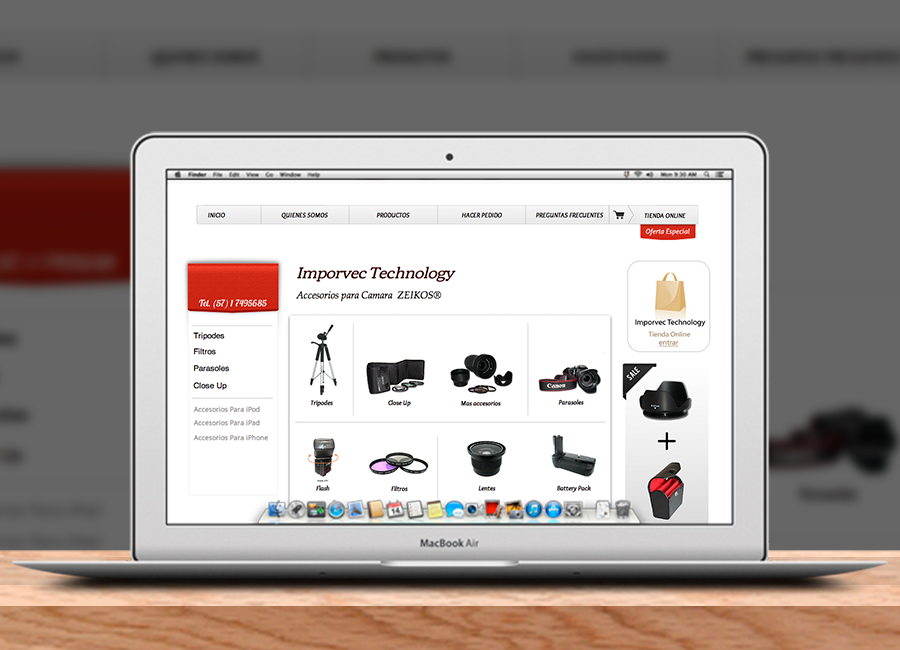 Finder File Edit View Go Window Help Mon 9:30 AM
INICIO QUIENES SOMOS PRODUCTOS HACER PEDIDO PREGUNTAS FRECUENTES TIENDA ONLINE
Oferta Especial
Imporvec Technology
Accesorios para Camara ZEIKOS®
Tel. (57) 1 7495685
Tripodes
Filtros
Parasoles
Close Up
Accesorios Para iPod
Accesorios Para iPad
Accesorios Para iPhone
Tripodes Close Up Mas accesorios Parasoles
Canon
Flash Filtros Lentes Battery Pack
Imporvec Technology
Tienda Online
entrar
SALE
14
MacBook Air